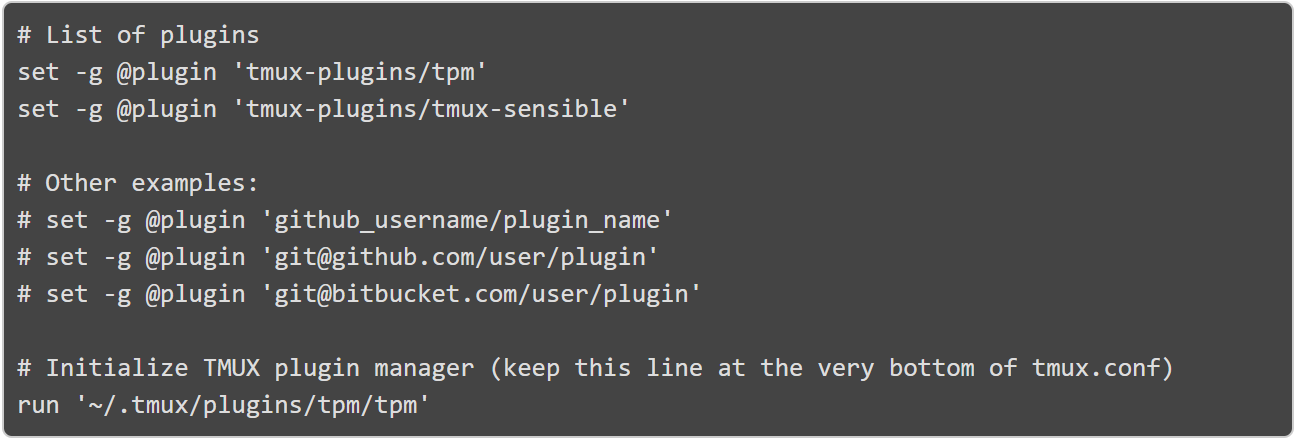 # List of plugins
set -g @plugin 'tmux-plugins/tpm'
set -g @plugin 'tmux-plugins/tmux-sensible'
# Other examples:
# set -g @plugin 'github_username/plugin_name'
# set -g @plugin 'git@github.com/user/plugin'
# set -g @plugin 'git@bitbucket.com/user/plugin'
# Initialize TMUX plugin manager (keep this line at the very bottom of tmux.conf)
run '~/.tmux/plugins/tpm/tpm'